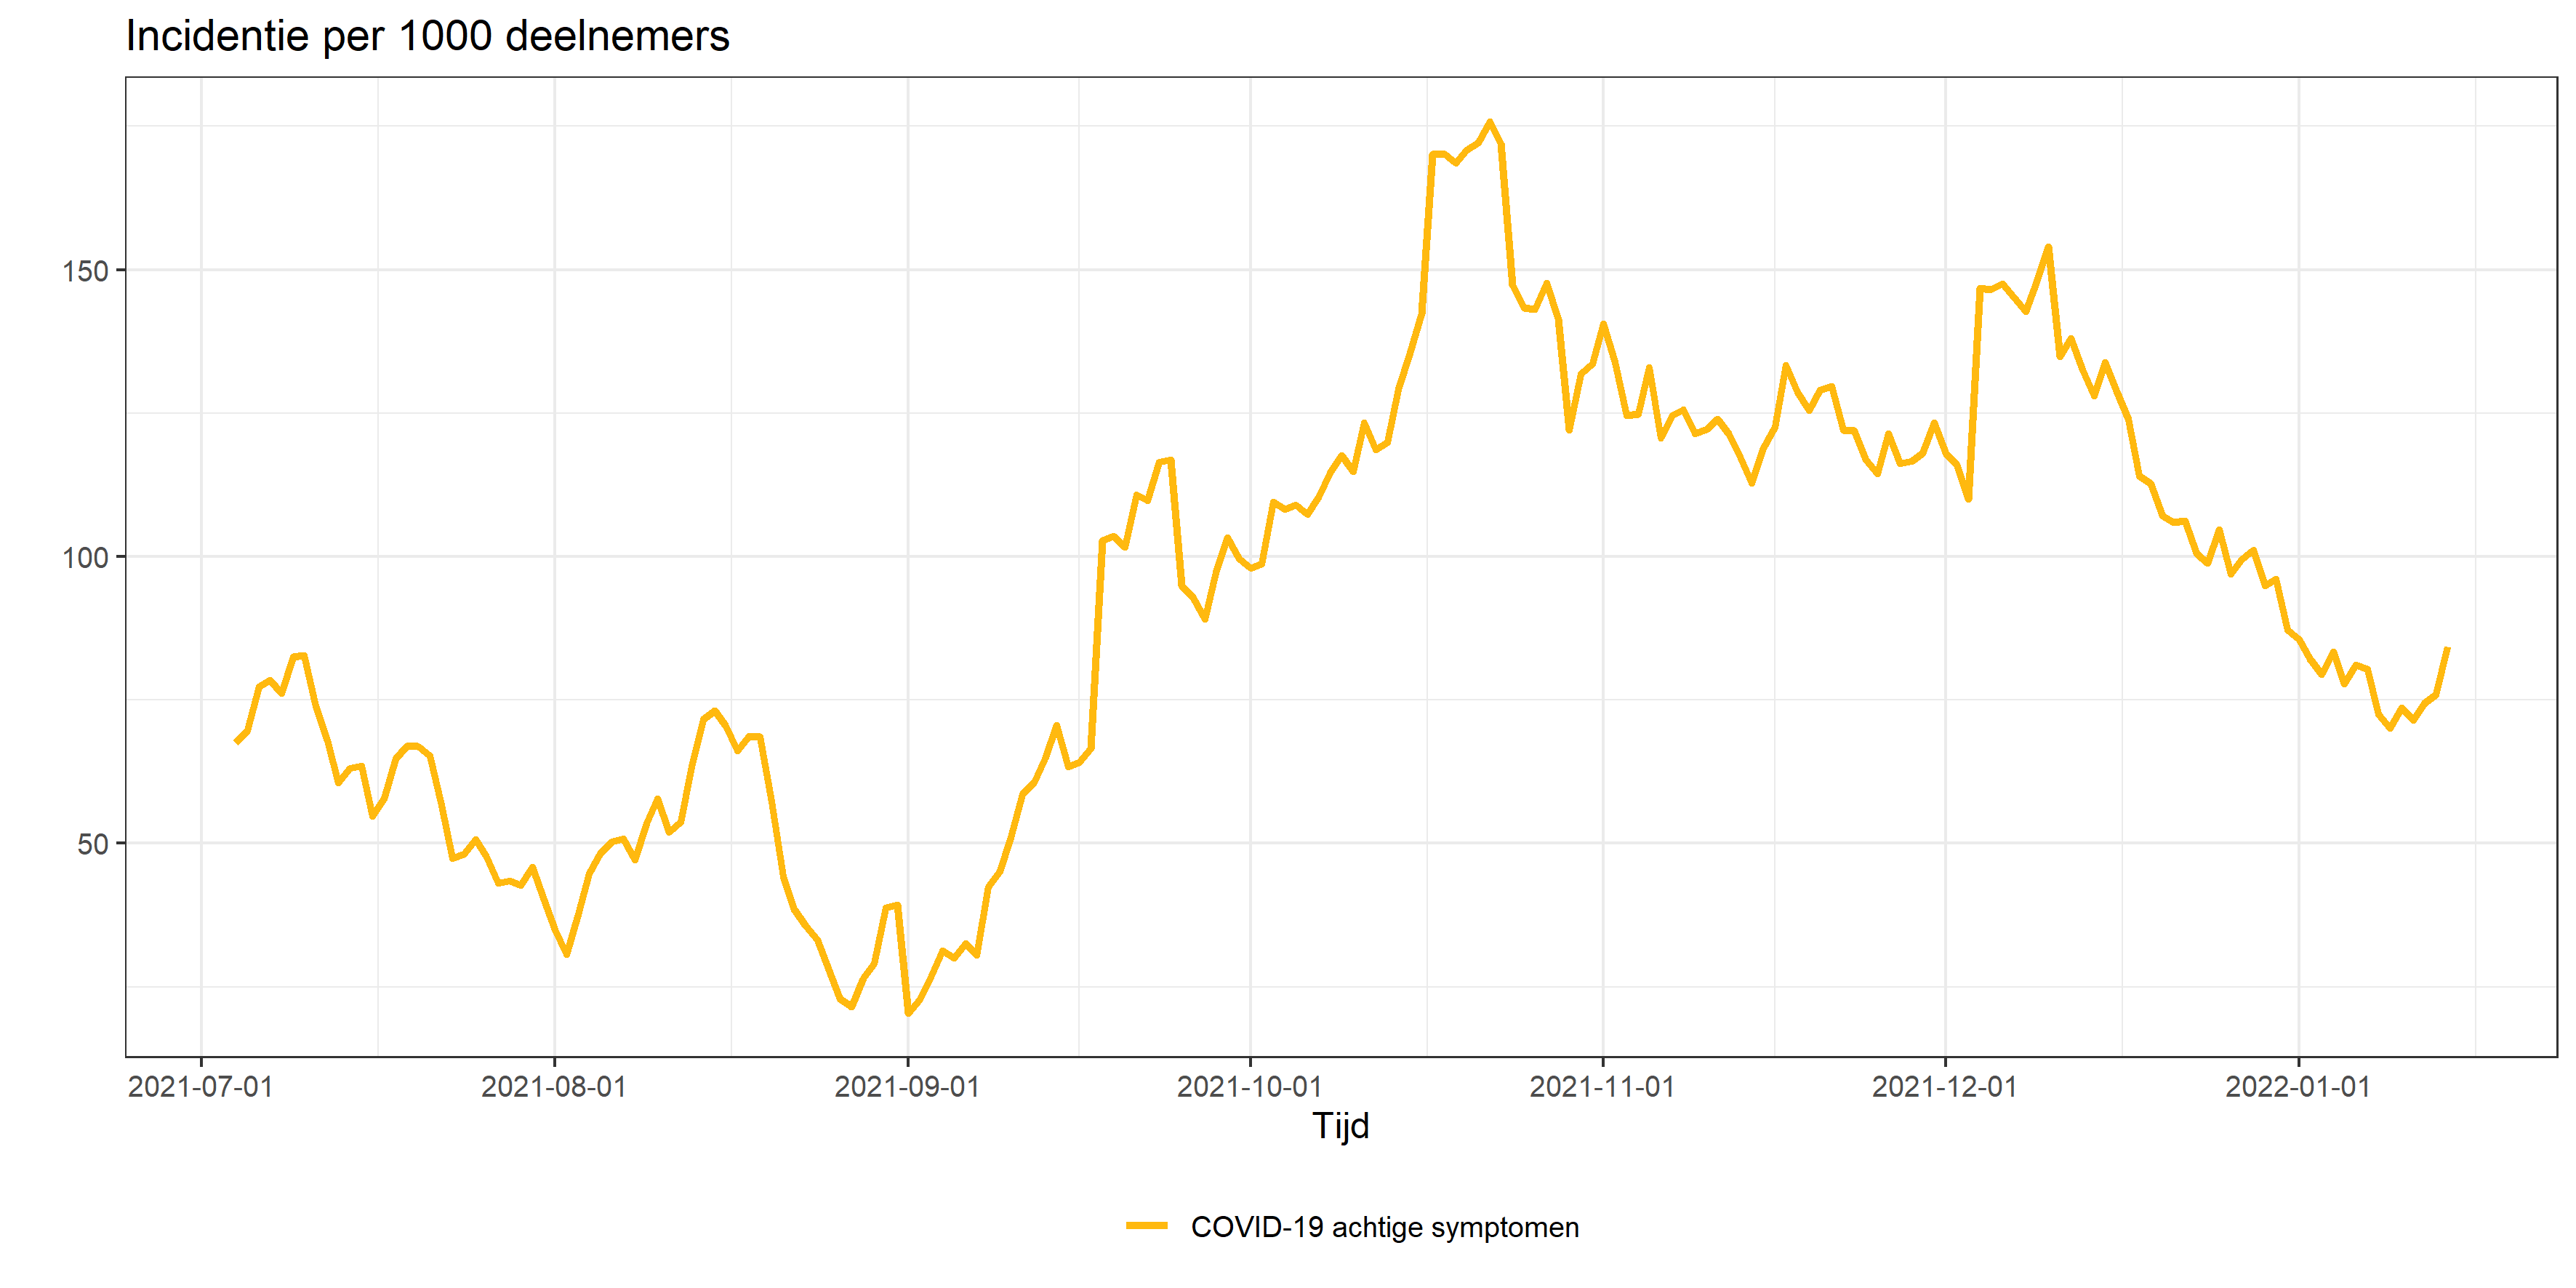 Incidentie per 1000 deelnemers
150
100
50
2021-07-01 2021-08-01 2021-09-01 2021-10-01 2021-11-01 2021-12-01 2022-01-01
Tijd
COVID-19 achtige symptomen